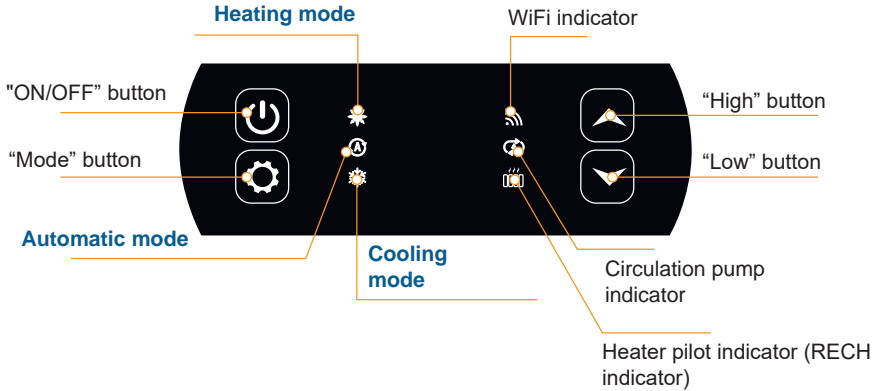 Heating mode
WiFi indicator
"ON/OFF” button
“High” button
“Mode” button
A
“Low” button
Automatic mode
Cooling
mode
Circulation pump
indicator
Heater pilot indicator (RECH
indicator)